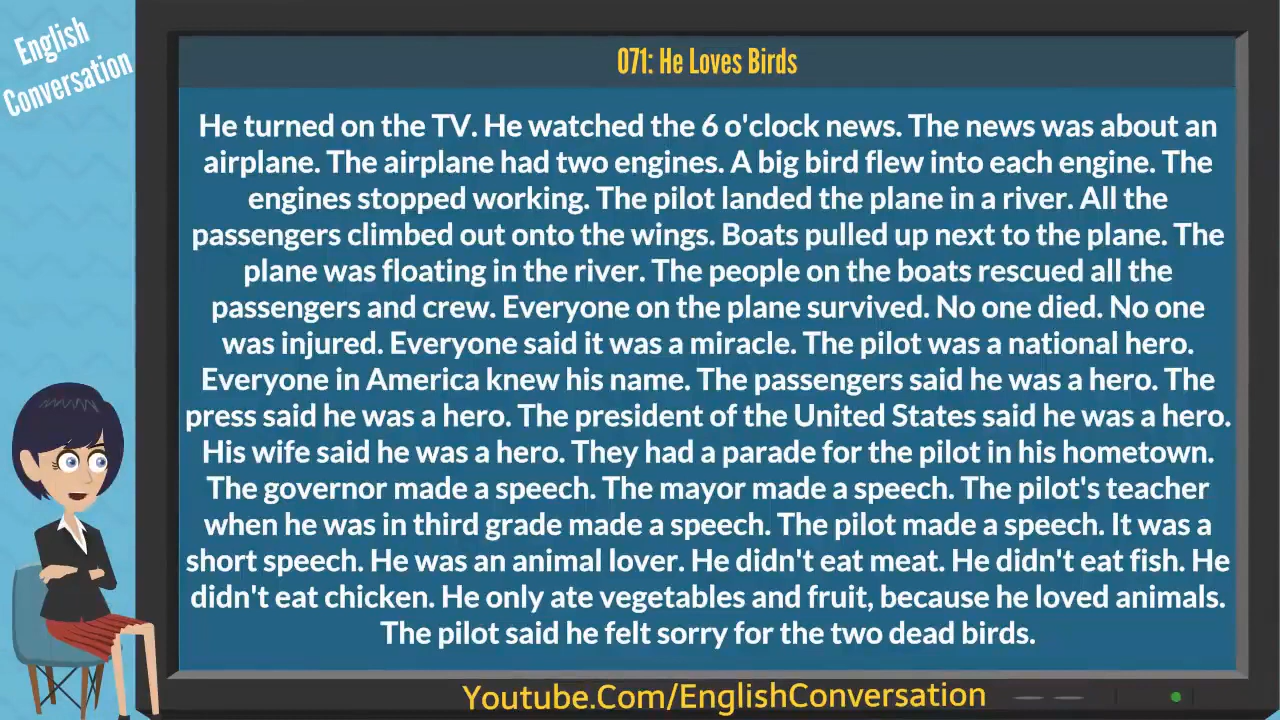 English
Conversation
071: He Loves Birds
He turned on the TV. He watched the 6 o'clock news. The news was about an
airplane. The airplane had two engines. A big bird flew into each engine. The
engines stopped working. The pilot landed the plane in a river. All the
passengers climbed out onto the wings. Boats pulled up next to the plane. The
plane was floating in the river. The people on the boats rescued all the
passengers and crew. Everyone on the plane survived. No one died. No one
was injured. Everyone said it was a miracle. The pilot was a national hero.
Everyone in America knew his name. The passengers said he was a hero. The
press said he was a hero. The president of the United States said he was a hero.
His wife said he was a hero. They had a parade for the pilot in his hometown.
The governor made a speech. The mayor made a speech. The pilot's teacher
when he was in third grade made a speech. The pilot made a speech. It was a
short speech. He was an animal lover. He didn't eat meat. He didn't eat fish. He
didn't eat chicken. He only ate vegetables and fruit, because he loved animals.
The pilot said he felt sorry for the two dead birds.
Youtube.Com/EnglishConversation